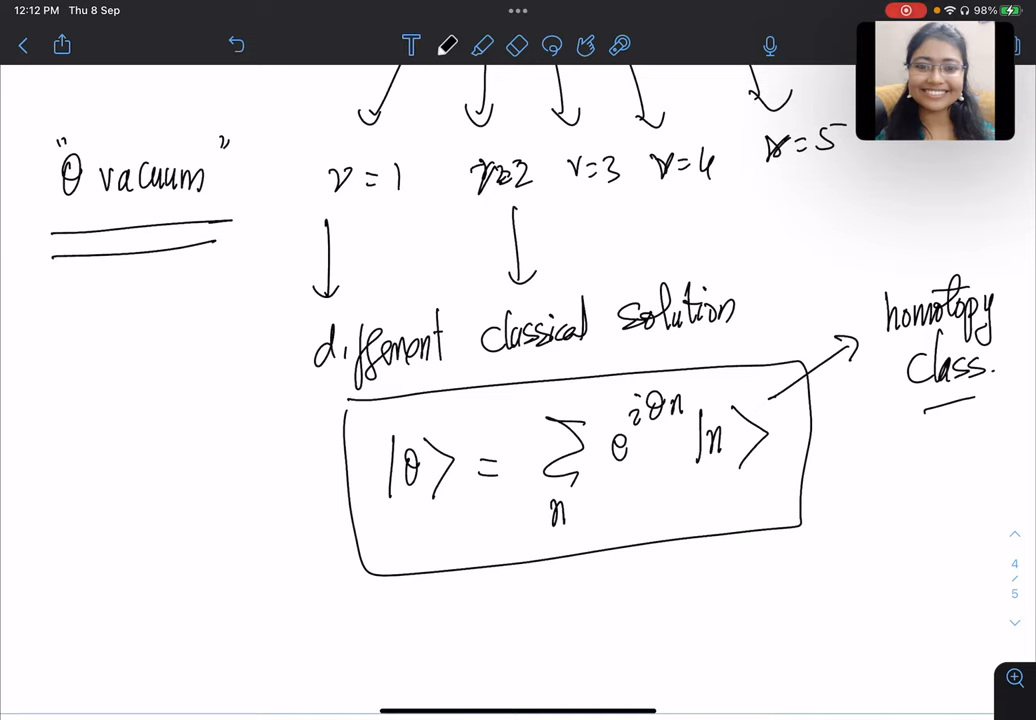 12:12 PM Thu 8 Sep
98%
"θ vacuum"
ν = 1
ν=2
ν=3
ν=4
ν=5
different classical solution
homotopy
class.
|θ> = Σ e^{iθn} |n>
n
4
/
5